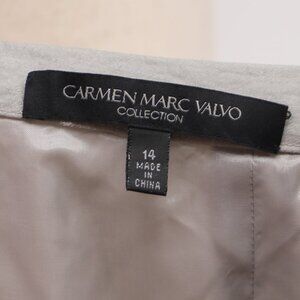 CARMEN MARC VALVO
COLLECTION
14
MADE
IN
CHINA